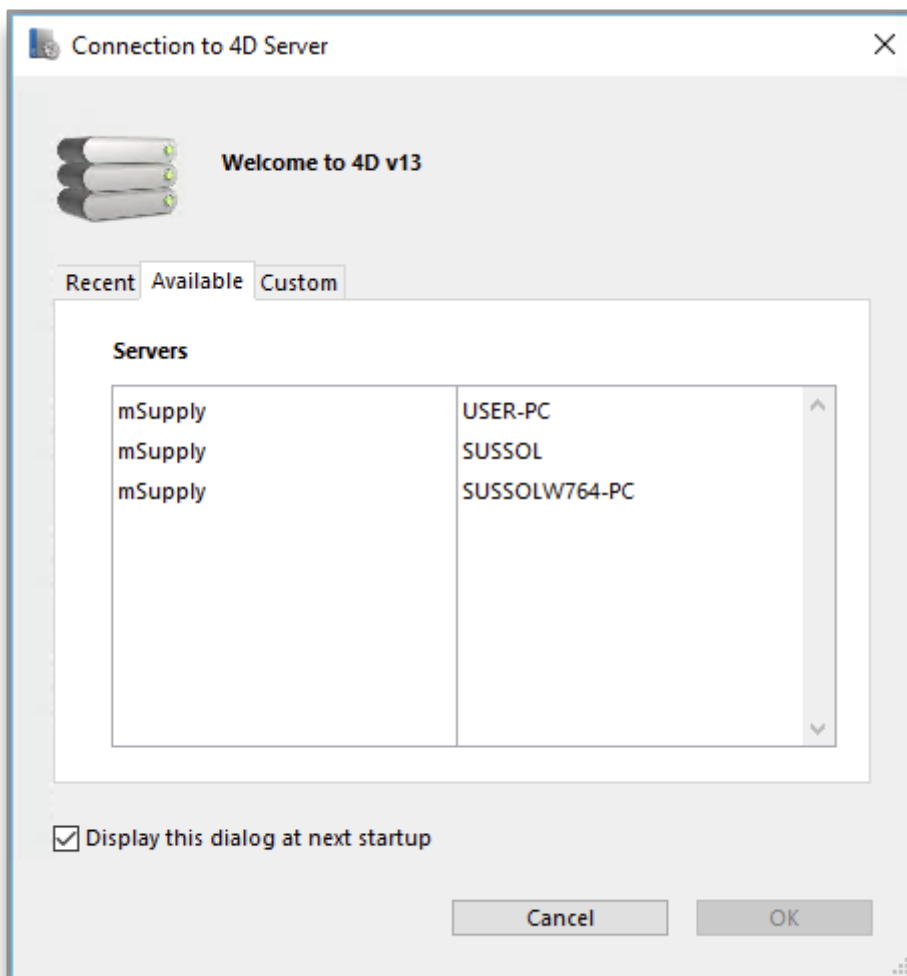 Connection to 4D Server
Welcome to 4D v13
Recent Available Custom
Servers
mSupply USER-PC
mSupply SUSSOL
mSupply SUSSOLW764-PC
Display this dialog at next startup
Cancel OK